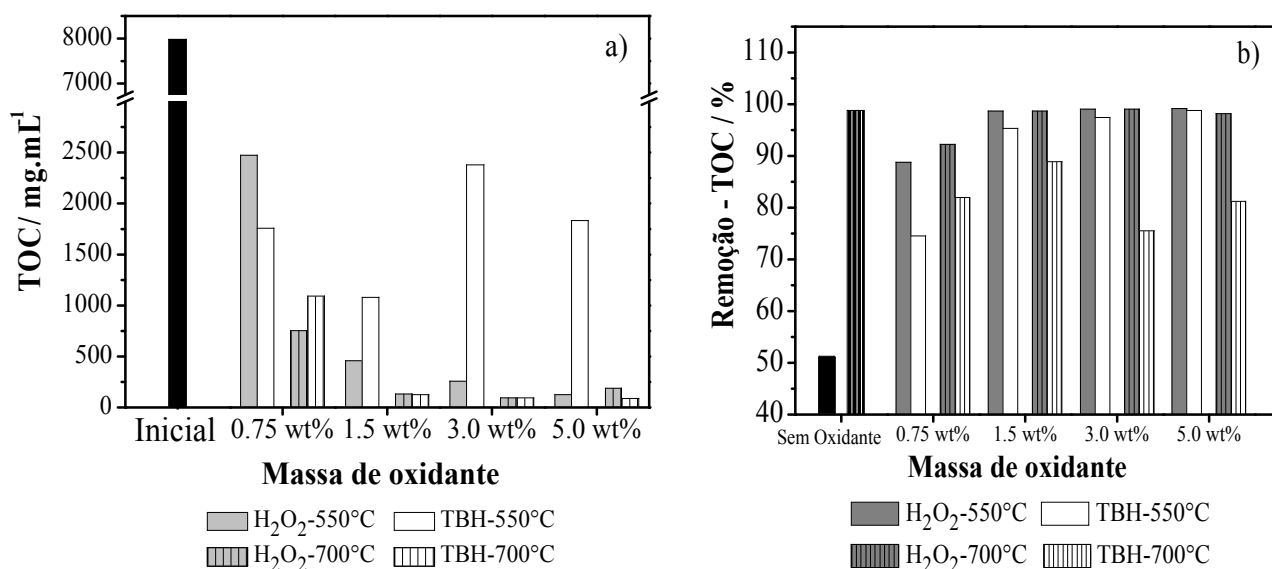 a)
TOC/ mg.mL¹
8000
7000
2500
2000
1500
1000
500
0
Inicial 0.75 wt% 1.5 wt% 3.0 wt% 5.0 wt%
Massa de oxidante
H₂O₂-550°C TBH-550°C
H₂O₂-700°C TBH-700°C
b)
Remoção - TOC / %
110
100
90
80
70
60
50
40
Sem Oxidante 0.75 wt% 1.5 wt% 3.0 wt% 5.0 wt%
Massa de oxidante
H₂O₂-550°C TBH-550°C
H₂O₂-700°C TBH-700°C